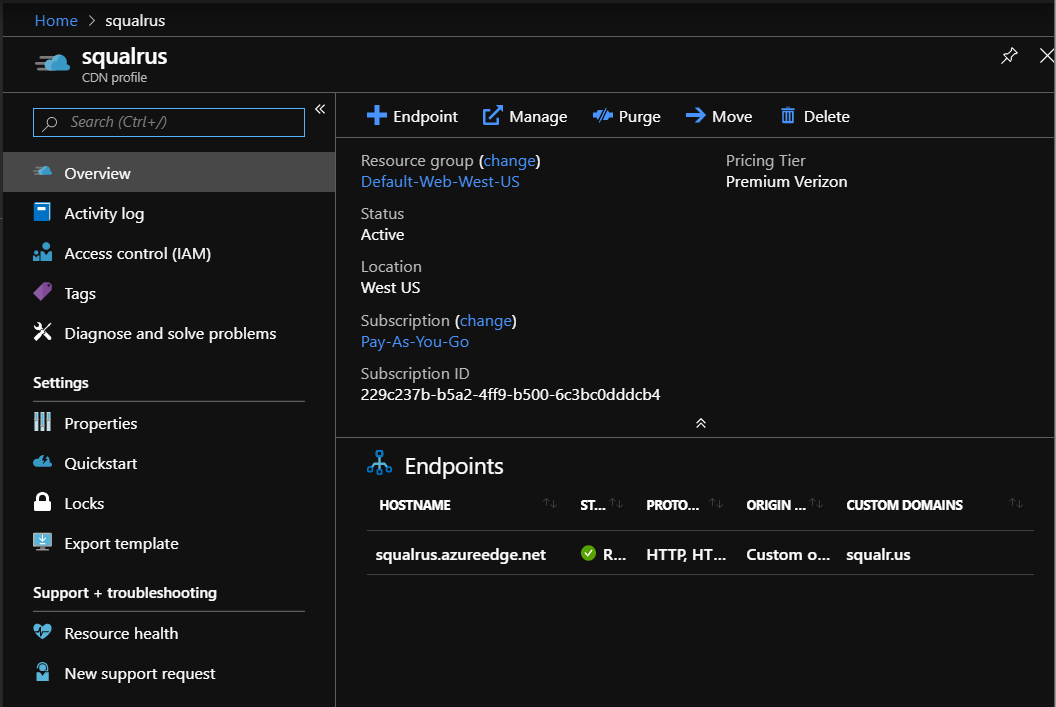 Home > squalrus
squalrus
CDN profile
Search (Ctrl+/)
«
Overview
Activity log
Access control (IAM)
Tags
Diagnose and solve problems
Settings
Properties
Quickstart
Locks
Export template
Support + troubleshooting
Resource health
New support request
Endpoint Manage Purge Move Delete
Resource group (change)
Default-Web-West-US
Status
Active
Location
West US
Subscription (change)
Pay-As-You-Go
Subscription ID
229c237b-b5a2-4ff9-b500-6c3bc0dddcb4
Pricing Tier
Premium Verizon
Endpoints
HOSTNAME ST... PROTO... ORIGIN ... CUSTOM DOMAINS
squalrus.azureedge.net R... HTTP, HT... Custom o... squalr.us